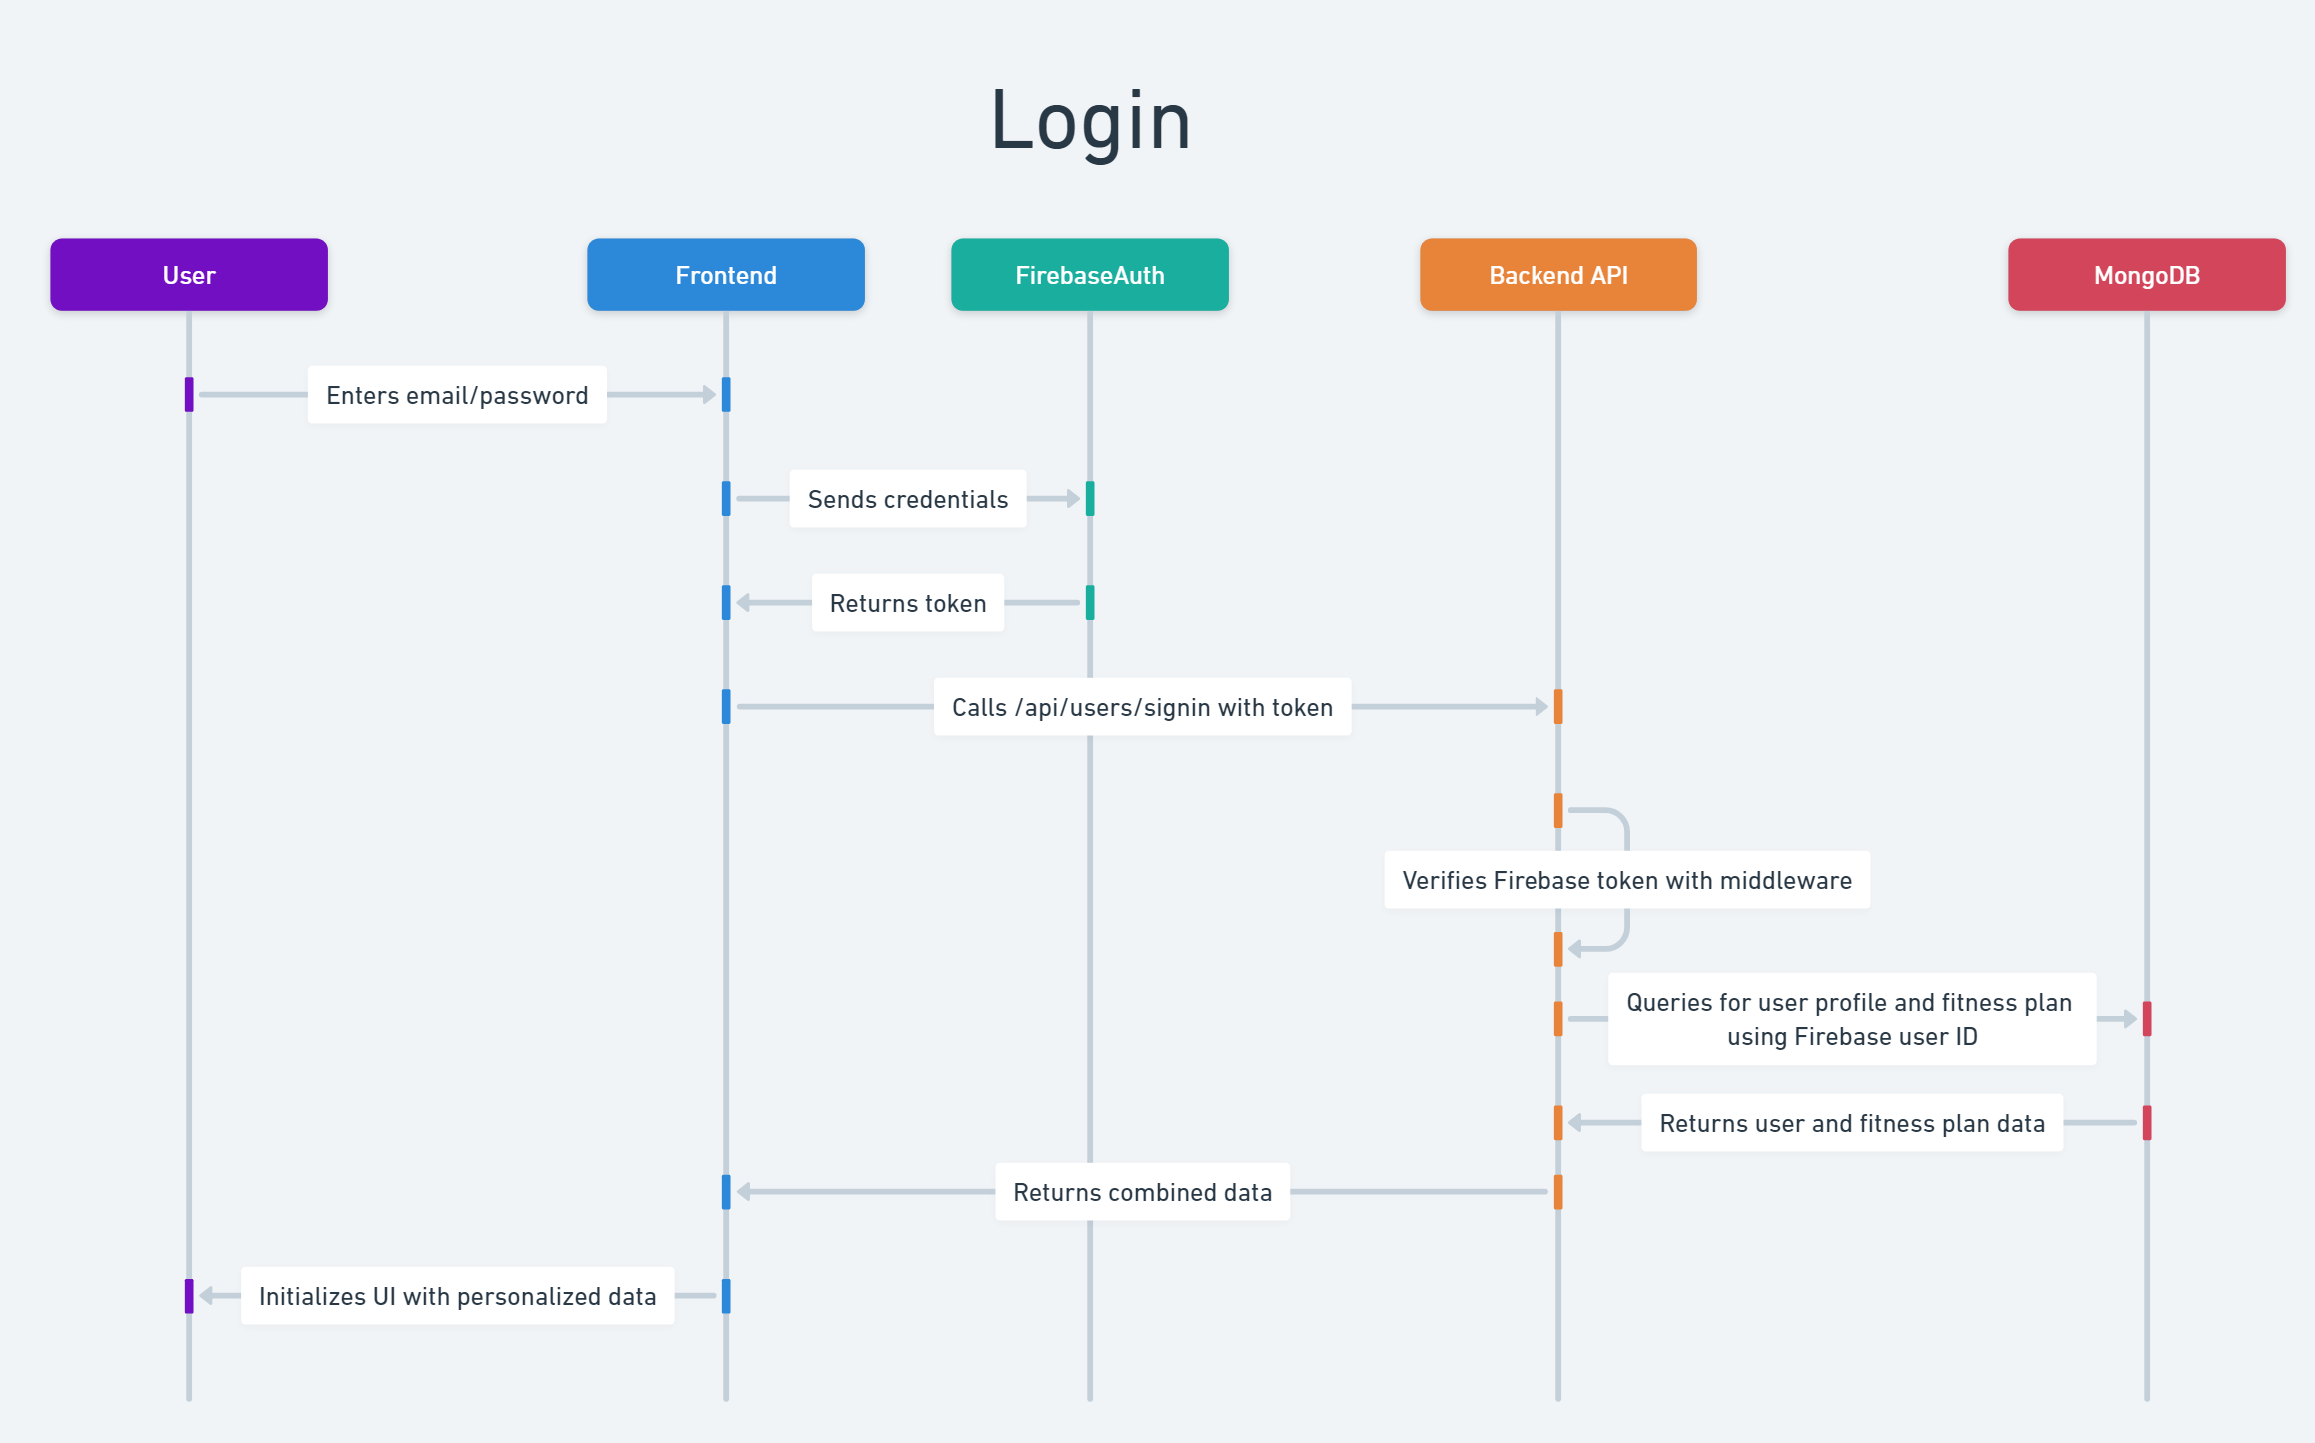 Login
User
Frontend
FirebaseAuth
Backend API
MongoDB
Enters email/password
Sends credentials
Returns token
Calls /api/users/signin with token
Verifies Firebase token with middleware
Queries for user profile and fitness plan
using Firebase user ID
Returns user and fitness plan data
Returns combined data
Initializes UI with personalized data